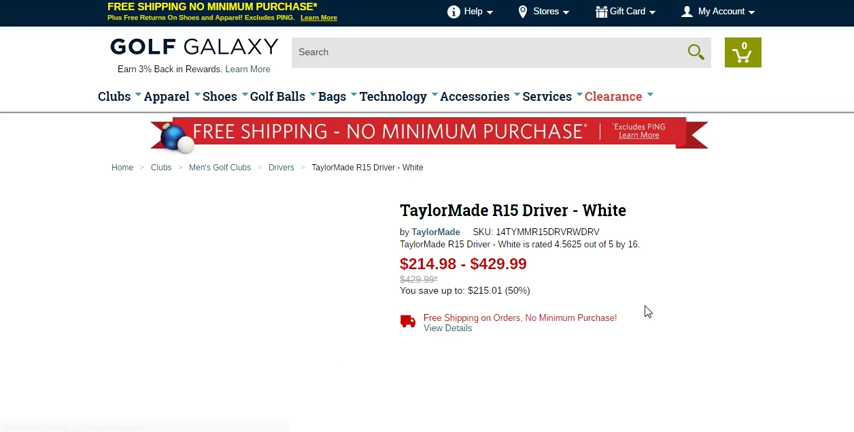 FREE SHIPPING NO MINIMUM PURCHASE*
Plus Free Returns On Shoes and Apparel! Excludes PING. Learn More
Help
Stores
Gift Card
My Account
GOLF GALAXY
Earn 3% Back in Rewards. Learn More
Search
0
Clubs Apparel Shoes Golf Balls Bags Technology Accessories Services Clearance
FREE SHIPPING - NO MINIMUM PURCHASE* | *Excludes PING
Learn More
Home > Clubs > Men's Golf Clubs > Drivers > TaylorMade R15 Driver - White
TaylorMade R15 Driver - White
by TaylorMade SKU: 14TYMMR15DRVRWDRV
TaylorMade R15 Driver - White is rated 4.5625 out of 5 by 16.
$214.98 - $429.99
$429.99*
You save up to: $215.01 (50%)
Free Shipping on Orders, No Minimum Purchase!
View Details